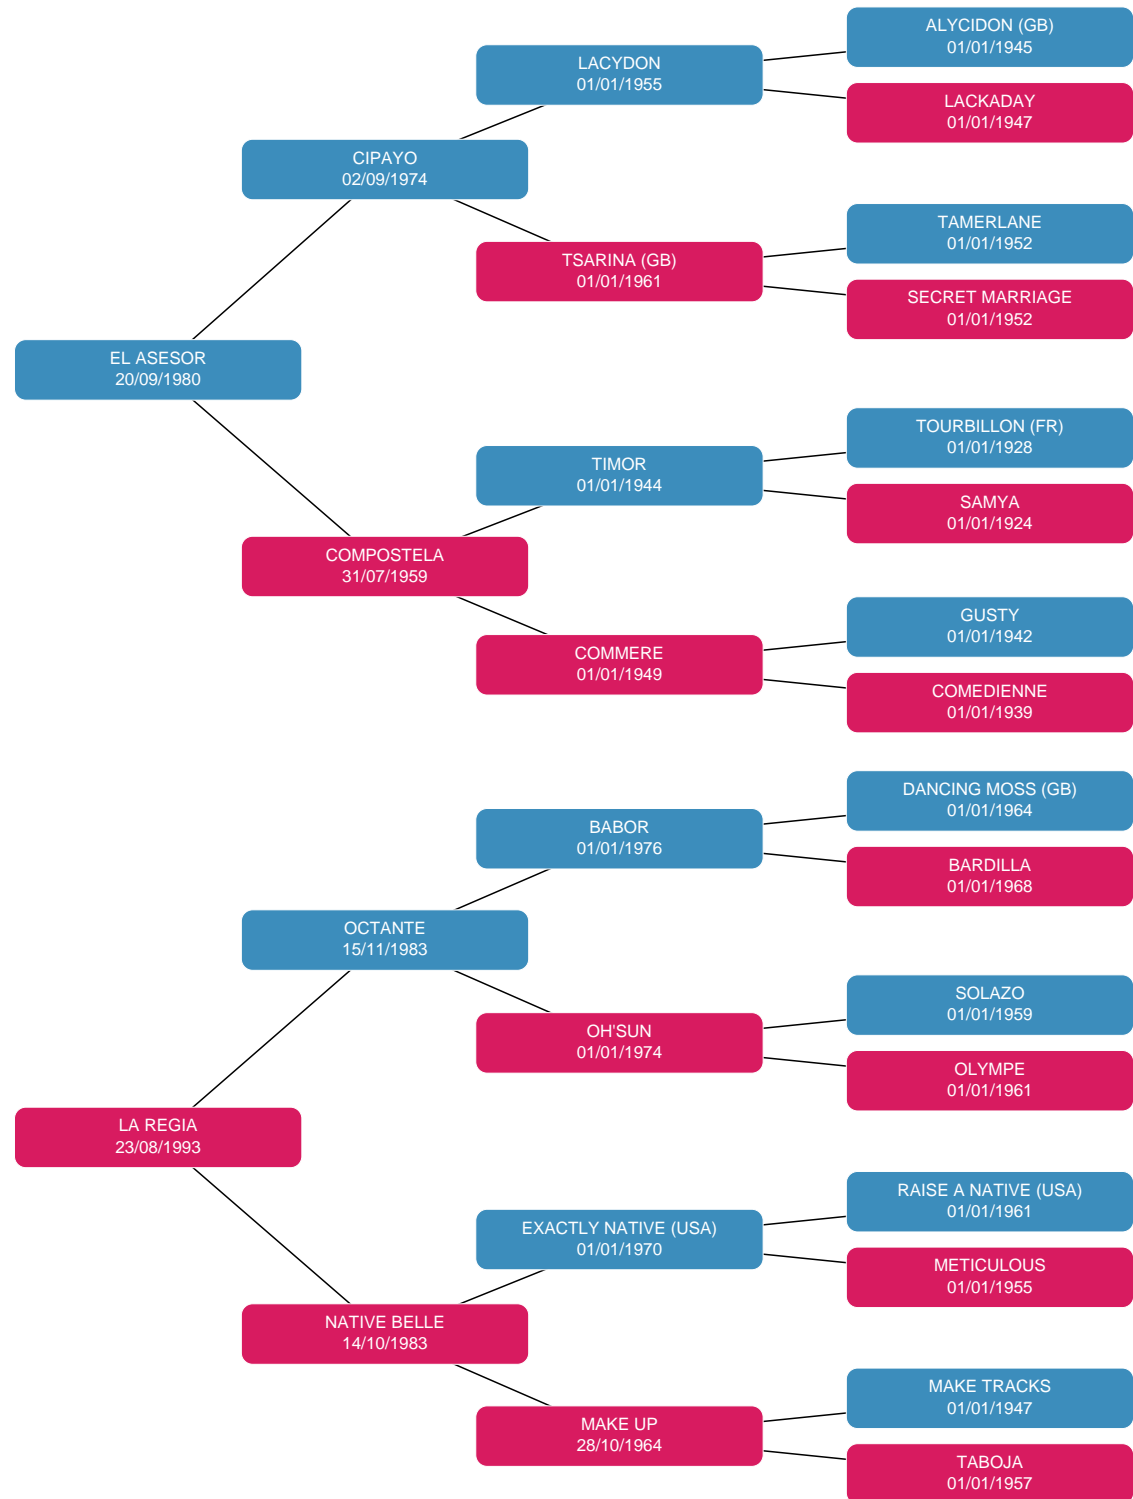 ALYCIDON (GB)
01/01/1945
LACYDON
01/01/1955
LACKADAY
01/01/1947
CIPAYO
02/09/1974
TAMERLANE
01/01/1952
TSARINA (GB)
01/01/1961
SECRET MARRIAGE
01/01/1952
EL ASESOR
20/09/1980
TOURBILLON (FR)
01/01/1928
TIMOR
01/01/1944
SAMYA
01/01/1924
COMPOSTELA
31/07/1959
GUSTY
01/01/1942
COMMERE
01/01/1949
COMEDIENNE
01/01/1939
DANCING MOSS (GB)
01/01/1964
BABOR
01/01/1976
BARDILLA
01/01/1968
OCTANTE
15/11/1983
SOLAZO
01/01/1959
OH'SUN
01/01/1974
OLYMPE
01/01/1961
LA REGIA
23/08/1993
RAISE A NATIVE (USA)
01/01/1961
EXACTLY NATIVE (USA)
01/01/1970
METICULOUS
01/01/1955
NATIVE BELLE
14/10/1983
MAKE TRACKS
01/01/1947
MAKE UP
28/10/1964
TABOJA
01/01/1957